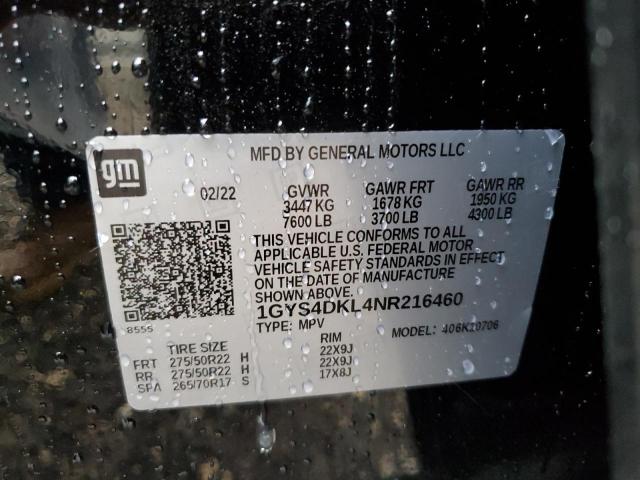 gm
MFD BY GENERAL MOTORS LLC
02/22 GVWR GAWR FRT GAWR RR
3447 KG 1678 KG 1950 KG
7600 LB 3700 LB 4300 LB
THIS VEHICLE CONFORMS TO ALL
APPLICABLE U.S. FEDERAL MOTOR
VEHICLE SAFETY STANDARDS IN EFFECT
ON THE DATE OF MANUFACTURE
SHOWN ABOVE.
1GYS4DKL4NR216460
8555
TYPE: MPV MODEL: 406K10706
TIRE SIZE RIM
FRT 275/50R22 H 22X9J
RR 275/50R22 H 22X9J
SPA 265/70R17 S 17X8J